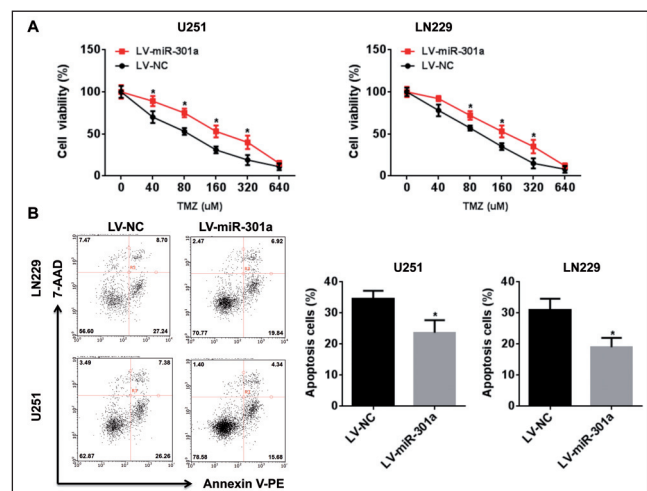 A
U251
LN229
LV-miR-301a
LV-NC
Cell viability (%)
150
100
50
0
0 40 80 160 320 640
TMZ (uM)
* * * *
LV-miR-301a
LV-NC
Cell viability (%)
150
100
50
0
0 40 80 160 320 640
TMZ (uM)
* * *
B
LV-NC LV-miR-301a
LN229
U251
7-AAD
Annexin V-PE
7.47 8.70
56.60 27.24
2.47 6.92
70.77 19.84
3.49 7.38
62.87 26.26
1.40 4.34
78.58 15.68
U251
Apoptosis cells (%)
40
30
20
10
0
*
LV-NC
LV-miR-301a
LN229
Apoptosis cells (%)
40
30
20
10
0
*
LV-NC
LV-miR-301a